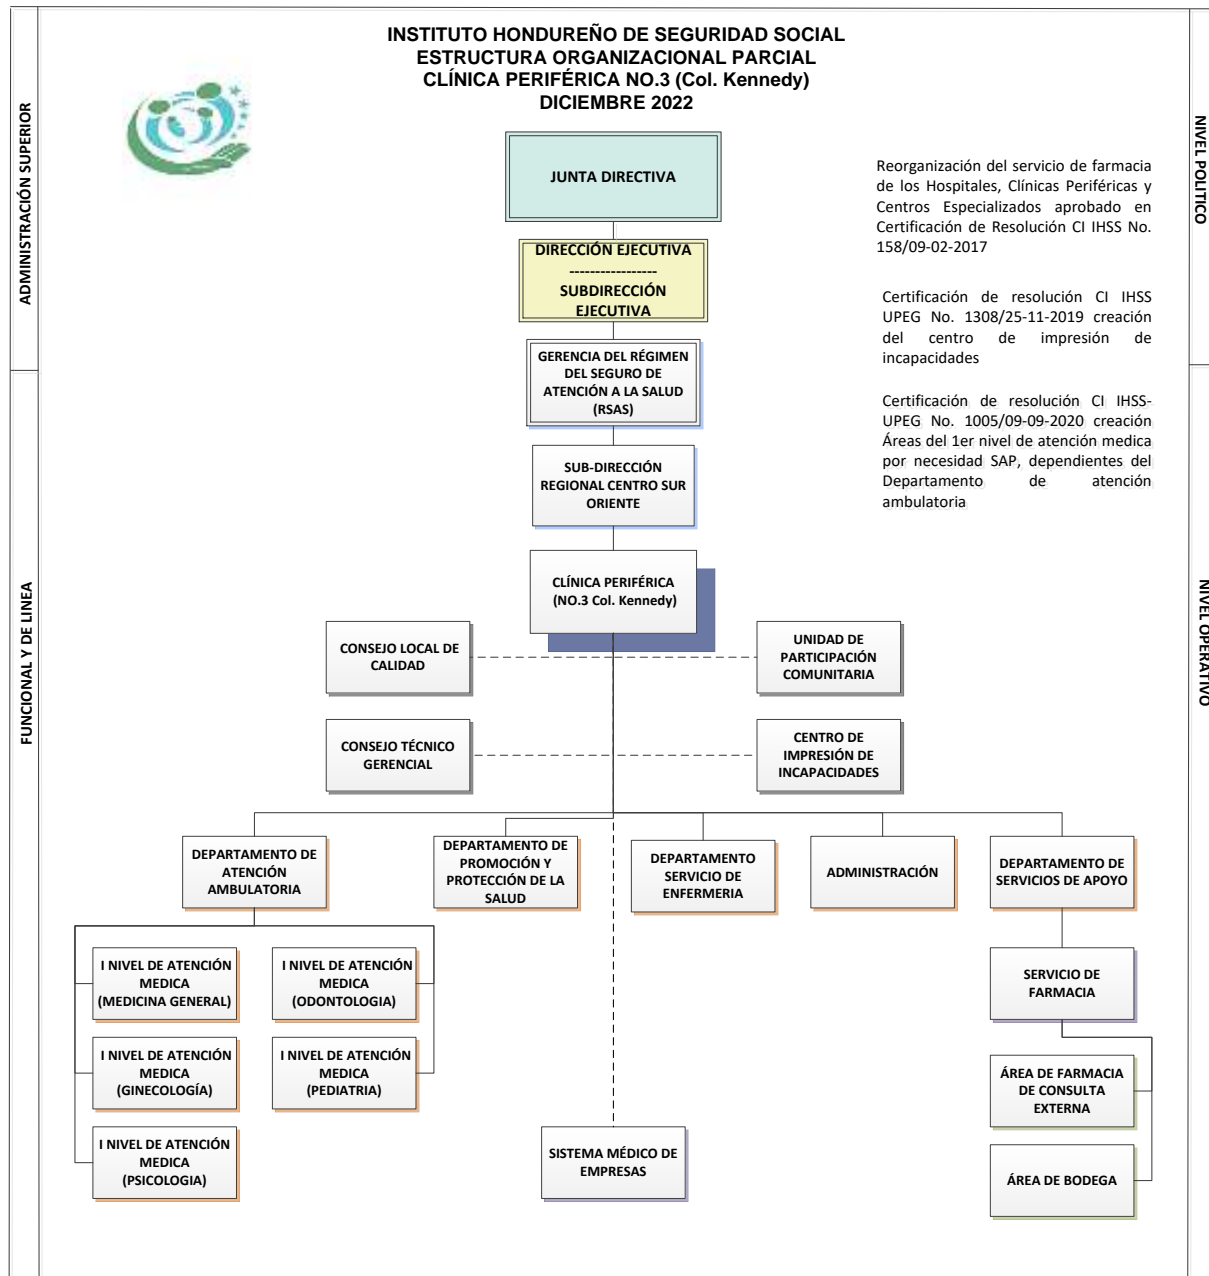 INSTITUTO HONDUREÑO DE SEGURIDAD SOCIAL
ESTRUCTURA ORGANIZACIONAL PARCIAL
CLÍNICA PERIFÉRICA NO.3 (Col. Kennedy)
DICIEMBRE 2022
ADMINISTRACIÓN SUPERIOR
NIVEL POLITICO
JUNTA DIRECTIVA
Reorganización del servicio de farmacia
de los Hospitales, Clínicas Periféricas y
Centros Especializados aprobado en
Certificación de Resolución CI IHSS No.
158/09-02-2017
DIRECCIÓN EJECUTIVA
-----------------
SUBDIRECCIÓN
EJECUTIVA
Certificación de resolución CI IHSS
UPEG No. 1308/25-11-2019 creación
del centro de impresión de
incapacidades
GERENCIA DEL RÉGIMEN
DEL SEGURO DE
ATENCIÓN A LA SALUD
(RSAS)
Certificación de resolución CI IHSS-
UPEG No. 1005/09-09-2020 creación
Áreas del 1er nivel de atención medica
por necesidad SAP, dependientes del
Departamento de atención
ambulatoria
SUB-DIRECCIÓN
REGIONAL CENTRO SUR
ORIENTE
FUNCIONAL Y DE LINEA
NIVEL OPERATIVO
CLÍNICA PERIFÉRICA
(NO.3 Col. Kennedy)
CONSEJO LOCAL DE
CALIDAD
UNIDAD DE
PARTICIPACIÓN
COMUNITARIA
CONSEJO TÉCNICO
GERENCIAL
CENTRO DE
IMPRESIÓN DE
INCAPACIDADES
DEPARTAMENTO DE
ATENCIÓN
AMBULATORIA
DEPARTAMENTO DE
PROMOCIÓN Y
PROTECCIÓN DE LA
SALUD
DEPARTAMENTO
SERVICIO DE
ENFERMERIA
ADMINISTRACIÓN
DEPARTAMENTO DE
SERVICIOS DE APOYO
I NIVEL DE ATENCIÓN
MEDICA
(MEDICINA GENERAL)
I NIVEL DE ATENCIÓN
MEDICA
(ODONTOLOGIA)
SERVICIO DE
FARMACIA
I NIVEL DE ATENCIÓN
MEDICA
(GINECOLOGÍA)
I NIVEL DE ATENCIÓN
MEDICA
(PEDIATRIA)
ÁREA DE FARMACIA
DE CONSULTA
EXTERNA
I NIVEL DE ATENCIÓN
MEDICA
(PSICOLOGIA)
SISTEMA MÉDICO DE
EMPRESAS
ÁREA DE BODEGA